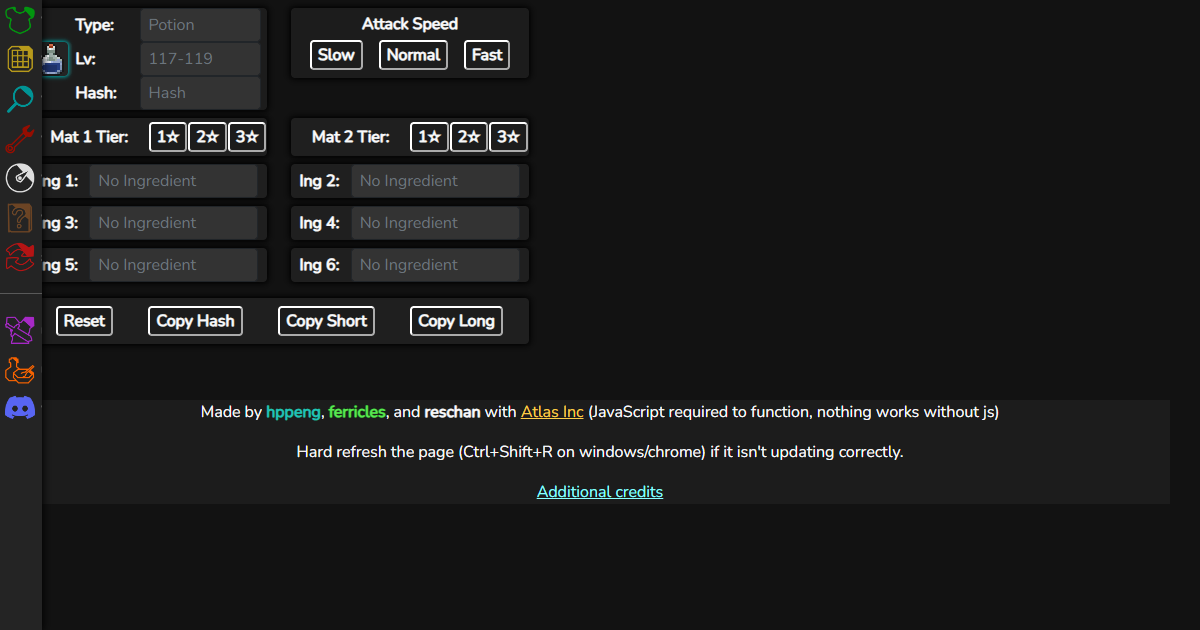 Type: Potion
Lv: 117-119
Hash: Hash
Attack Speed
Slow Normal Fast
Mat 1 Tier: 1☆ 2☆ 3☆
Mat 2 Tier: 1☆ 2☆ 3☆
ng 1: No Ingredient
Ing 2: No Ingredient
ng 3: No Ingredient
Ing 4: No Ingredient
ng 5: No Ingredient
Ing 6: No Ingredient
Reset Copy Hash Copy Short Copy Long
Made by hppeng, ferricles, and reschan with Atlas Inc (JavaScript required to function, nothing works without js)
Hard refresh the page (Ctrl+Shift+R on windows/chrome) if it isn't updating correctly.
Additional credits